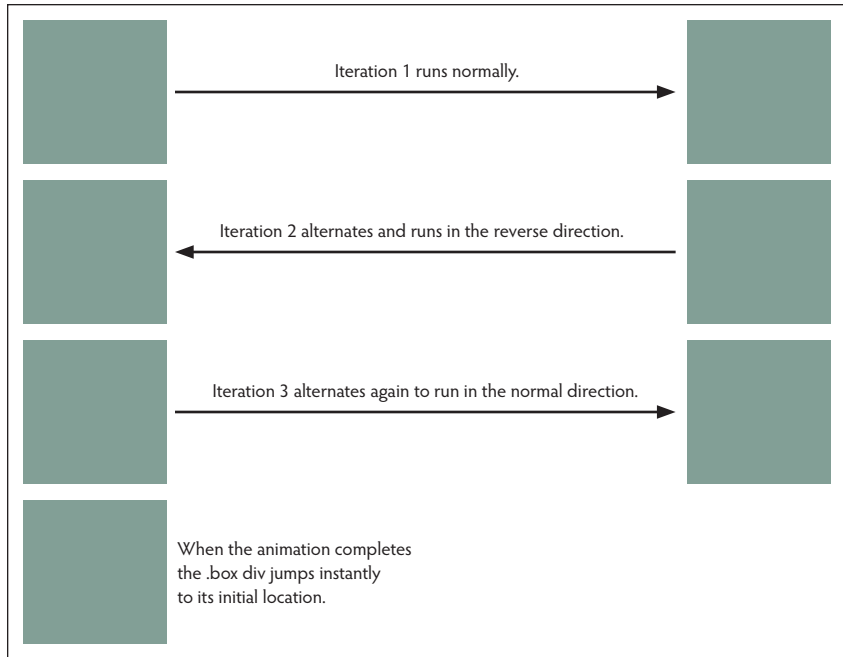 Iteration 1 runs normally.
Iteration 2 alternates and runs in the reverse direction.
Iteration 3 alternates again to run in the normal direction.
When the animation completes
the .box div jumps instantly
to its initial location.